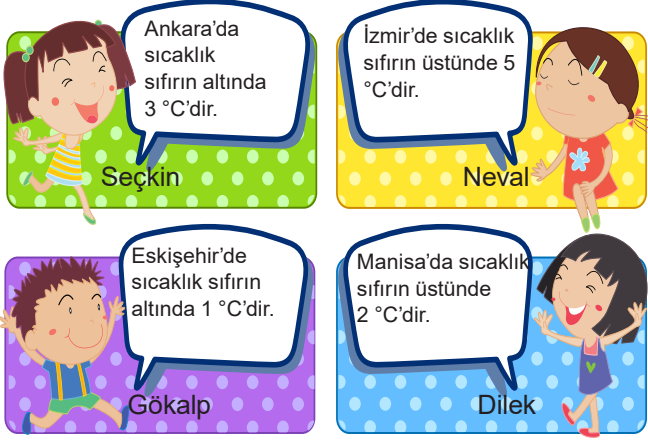 Ankara’da
sıcaklık
sıfırın altında
3 °C’dir.
Seçkin
İzmir’de sıcaklık
sıfırın üstünde 5
°C’dir.
Neval
Eskişehir’de
sıcaklık sıfırın
altında 1 °C’dir.
Gökalp
Manisa’da sıcaklık
sıfırın üstünde
2 °C’dir.
Dilek